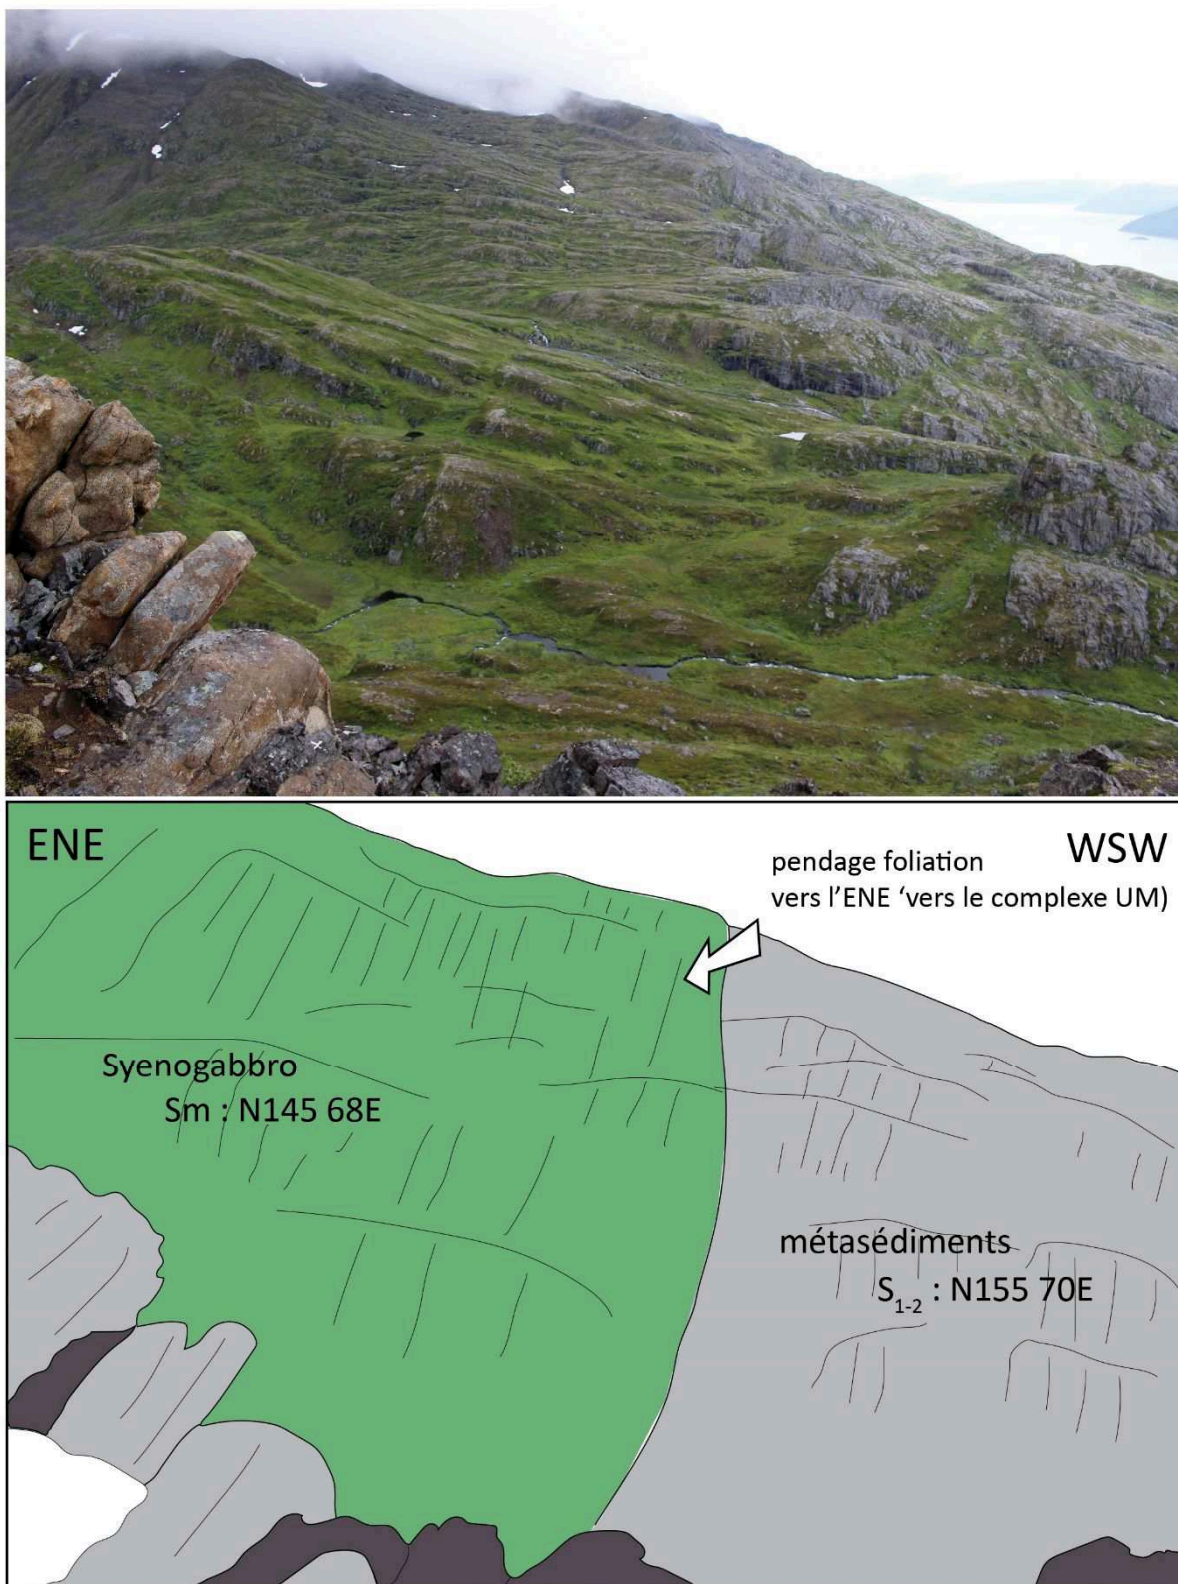 ENE
WSW
pendage foliation
vers l'ENE ‘vers le complexe UM)
Syenogabbro
Sm : N145 68E
métasédiments
S1-2 : N155 70E